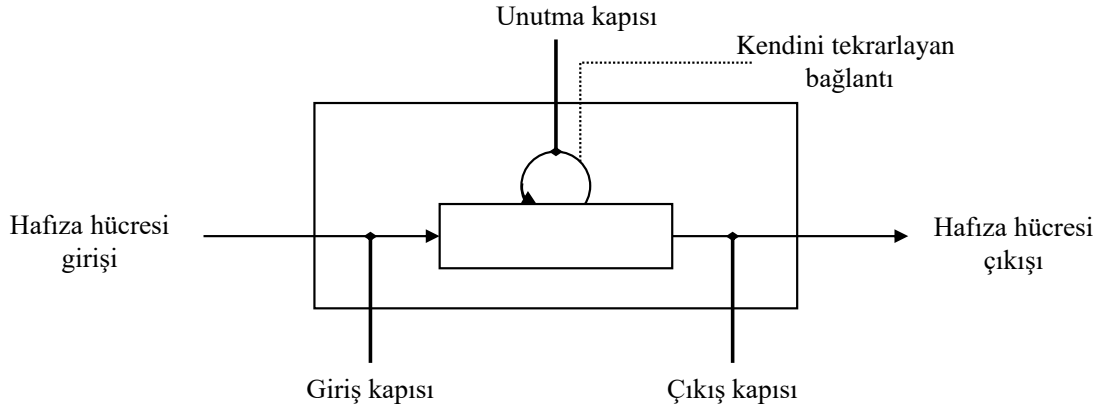 Unutma kapısı
Kendini tekrarlayan
bağlantı
Hafıza hücresi
girişi
Hafıza hücresi
çıkışı
Giriş kapısı
Çıkış kapısı